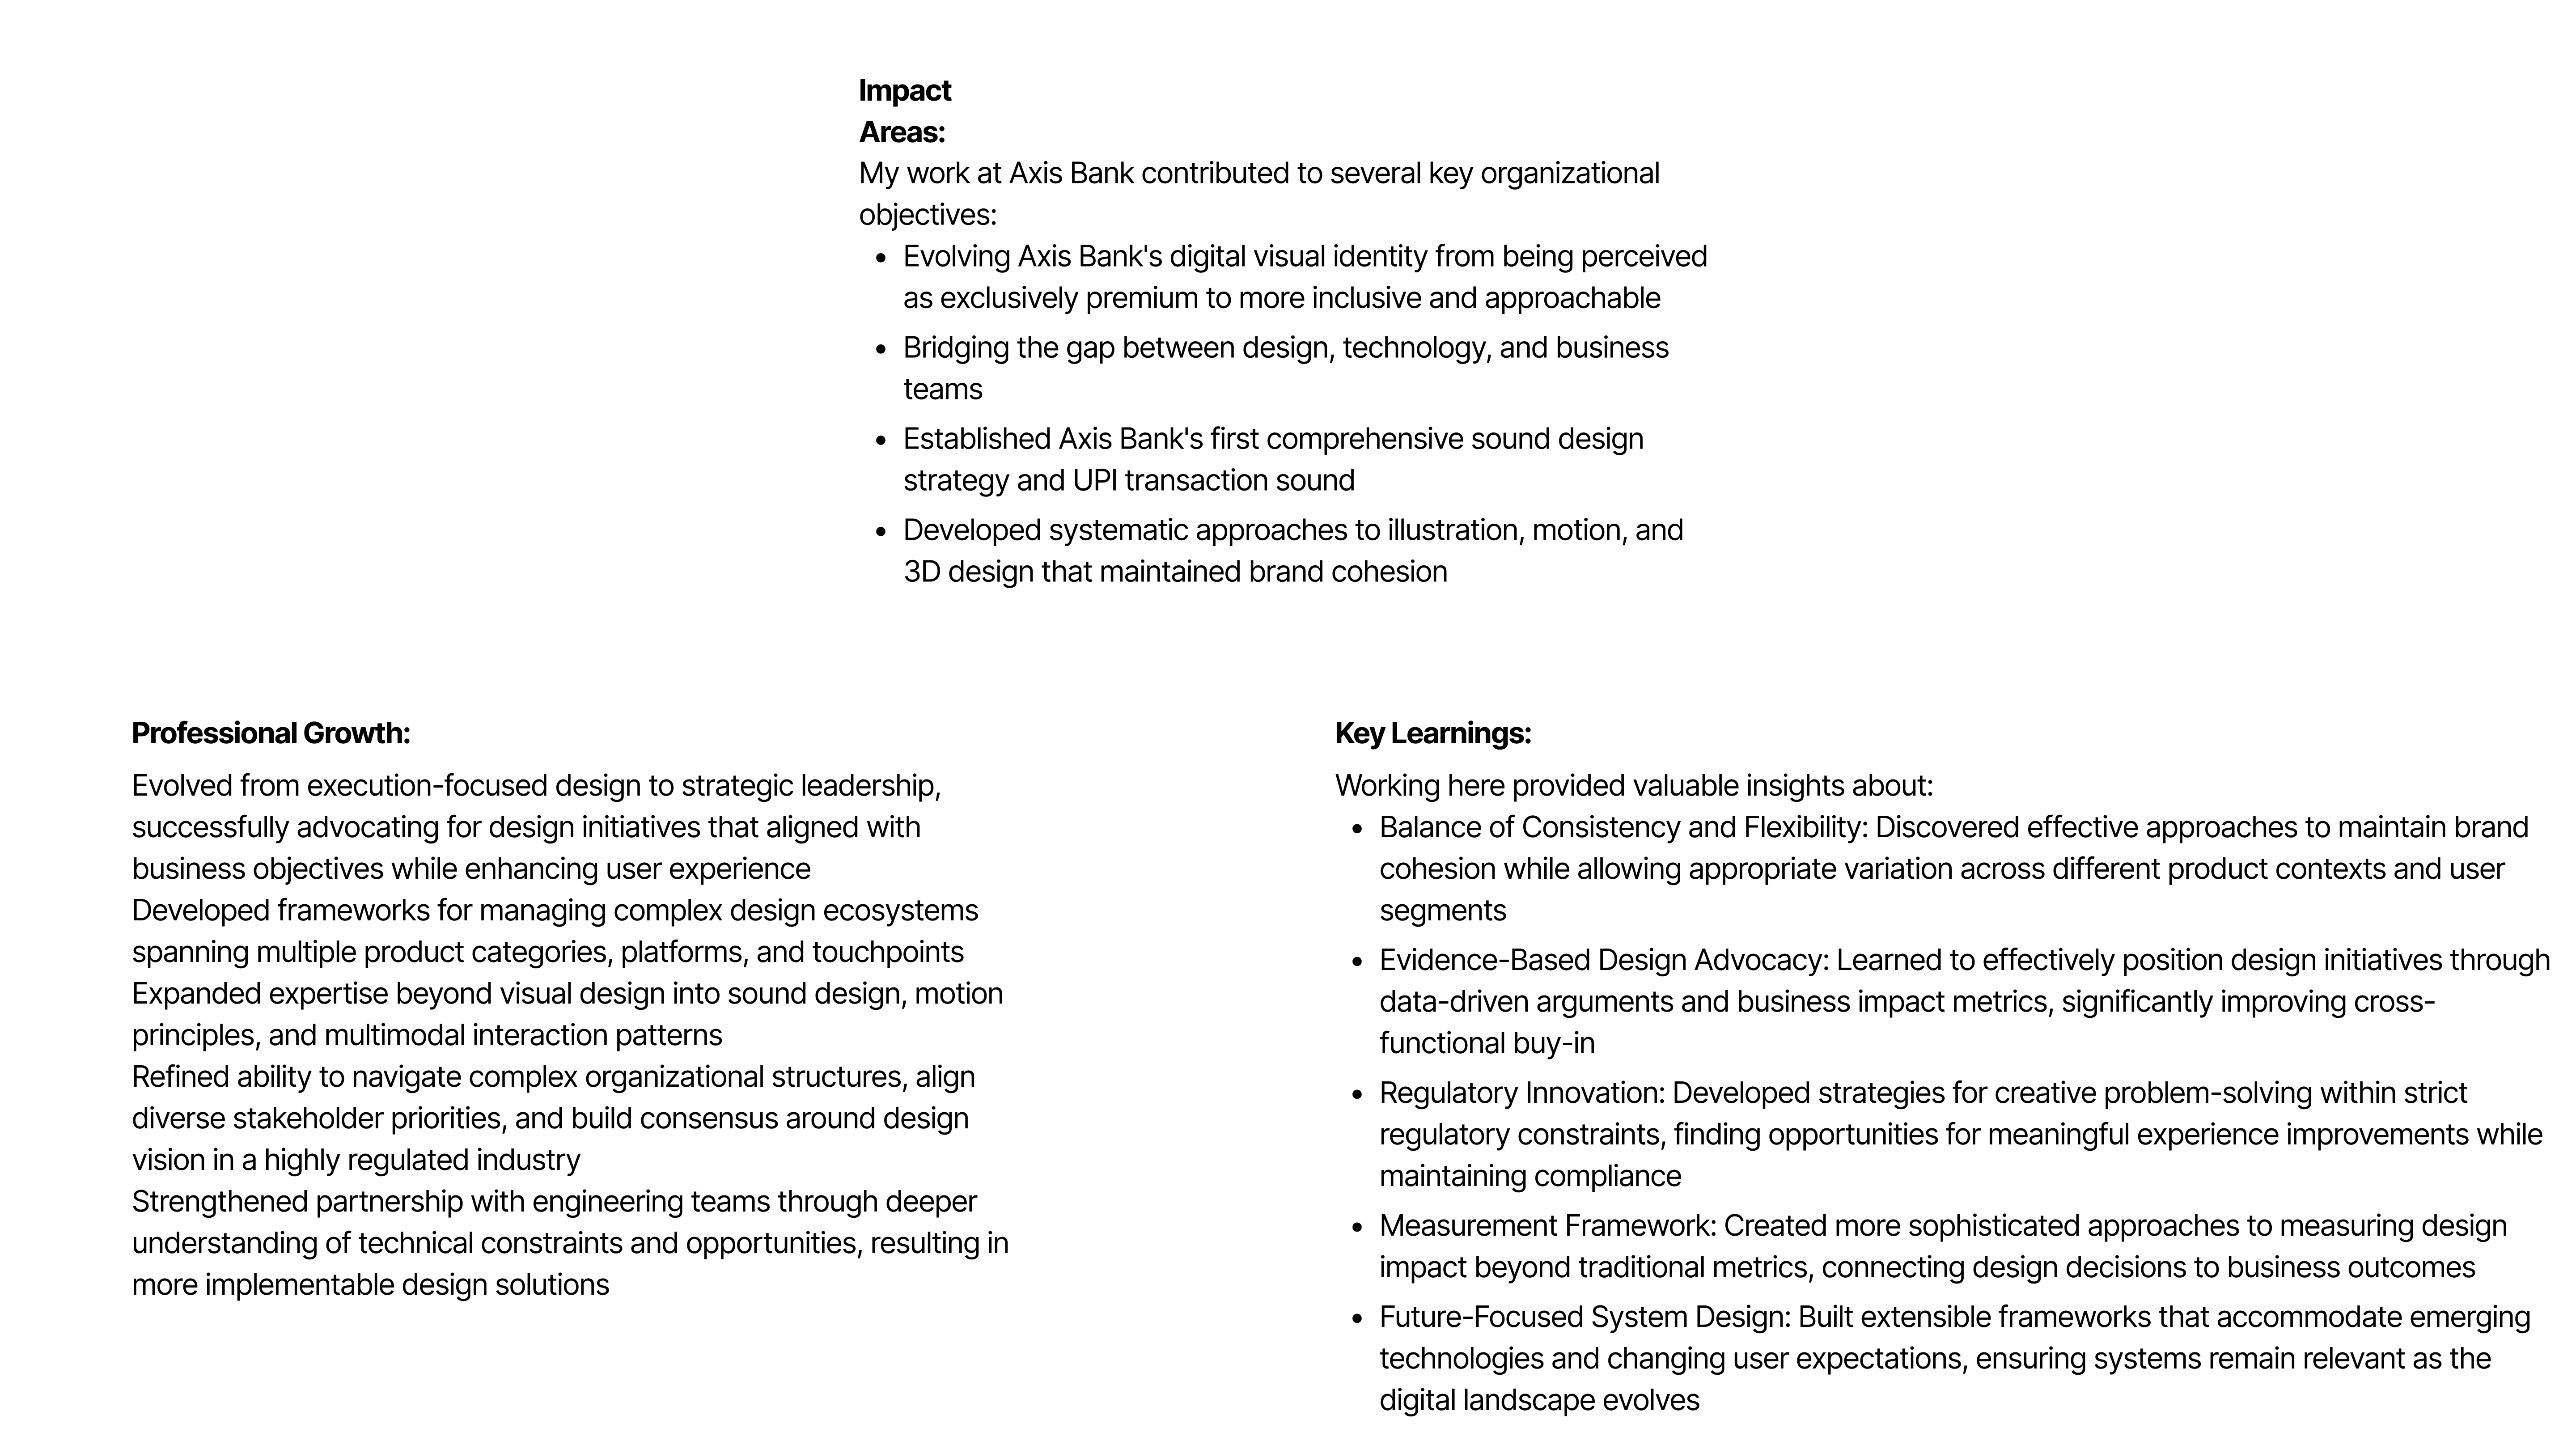 Impact
Areas:
My work at Axis Bank contributed to several key organizational
objectives:
• Evolving Axis Bank's digital visual identity from being perceived
as exclusively premium to more inclusive and approachable
• Bridging the gap between design, technology, and business
teams
• Established Axis Bank's first comprehensive sound design
strategy and UPI transaction sound
• Developed systematic approaches to illustration, motion, and
3D design that maintained brand cohesion
Professional Growth:
Evolved from execution-focused design to strategic leadership,
successfully advocating for design initiatives that aligned with
business objectives while enhancing user experience
Developed frameworks for managing complex design ecosystems
spanning multiple product categories, platforms, and touchpoints
Expanded expertise beyond visual design into sound design, motion
principles, and multimodal interaction patterns
Refined ability to navigate complex organizational structures, align
diverse stakeholder priorities, and build consensus around design
vision in a highly regulated industry
Strengthened partnership with engineering teams through deeper
understanding of technical constraints and opportunities, resulting in
more implementable design solutions
Key Learnings:
Working here provided valuable insights about:
• Balance of Consistency and Flexibility: Discovered effective approaches to maintain brand
cohesion while allowing appropriate variation across different product contexts and user
segments
• Evidence-Based Design Advocacy: Learned to effectively position design initiatives through
data-driven arguments and business impact metrics, significantly improving cross-
functional buy-in
• Regulatory Innovation: Developed strategies for creative problem-solving within strict
regulatory constraints, finding opportunities for meaningful experience improvements while
maintaining compliance
• Measurement Framework: Created more sophisticated approaches to measuring design
impact beyond traditional metrics, connecting design decisions to business outcomes
• Future-Focused System Design: Built extensible frameworks that accommodate emerging
technologies and changing user expectations, ensuring systems remain relevant as the
digital landscape evolves